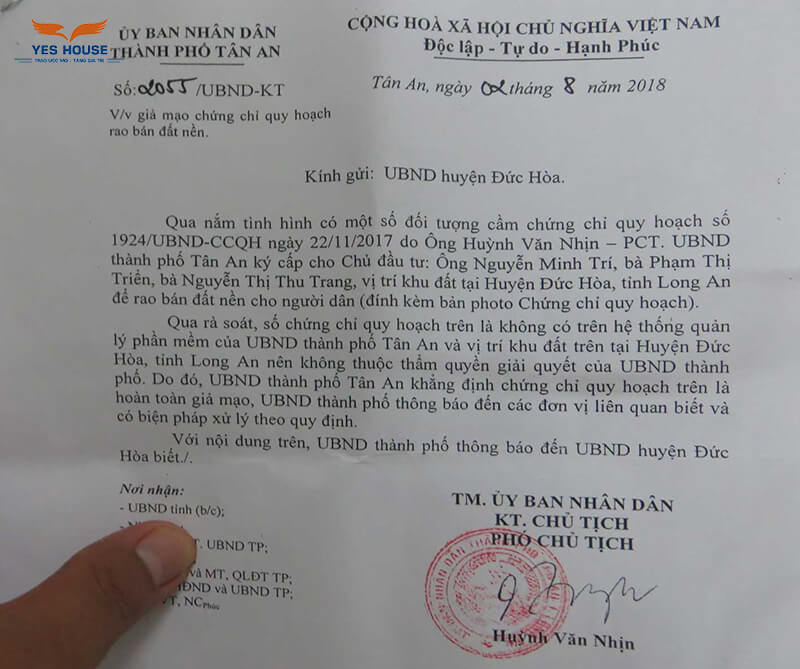 YES HOUSE
TRAO ƯỚC MƠ - TĂNG GIÁ TRỊ
ỦY BAN NHÂN DÂN
THÀNH PHỐ TÂN AN
CỘNG HOÀ XÃ HỘI CHỦ NGHĨA VIỆT NAM
Độc lập - Tự do - Hạnh Phúc
Số: 2055 /UBND-KT
Tân An, ngày 02 tháng 8 năm 2018
V/v giả mạo chứng chỉ quy hoạch
rao bán đất nền.
Kính gửi: UBND huyện Đức Hòa.
Qua nắm tình hình có một số đối tượng cầm chứng chỉ quy hoạch số
1924/UBND-CCQH ngày 22/11/2017 do Ông Huỳnh Văn Nhịn – PCT. UBND
thành phố Tân An ký cấp cho Chủ đầu tư: Ông Nguyễn Minh Trí, bà Phạm Thị
Triển, bà Nguyễn Thị Thu Trang, vị trí khu đất tại Huyện Đức Hòa, tỉnh Long An
để rao bán đất nền cho người dân (đính kèm bản photo Chứng chỉ quy hoạch).
Qua rà soát, số chứng chỉ quy hoạch trên là không có trên hệ thống quản
lý phần mềm của UBND thành phố Tân An và vị trí khu đất trên tại Huyện Đức
Hòa, tỉnh Long An nên không thuộc thẩm quyền giải quyết của UBND thành
phố. Do đó, UBND thành phố Tân An khẳng định chứng chỉ quy hoạch trên là
hoàn toàn giả mạo, UBND thành phố thông báo đến các đơn vị liên quan biết và
có biện pháp xử lý theo quy định.
Với nội dung trên, UBND thành phố thông báo đến UBND huyện Đức
Hòa biết./.
Nơi nhận:
- UBND tỉnh (b/c);
UBND TP;
và MT, QLĐT TP;
và UBND TP;
NCPhúc
TM. ỦY BAN NHÂN DÂN
KT. CHỦ TỊCH
PHÓ CHỦ TỊCH
Huỳnh Văn Nhịn